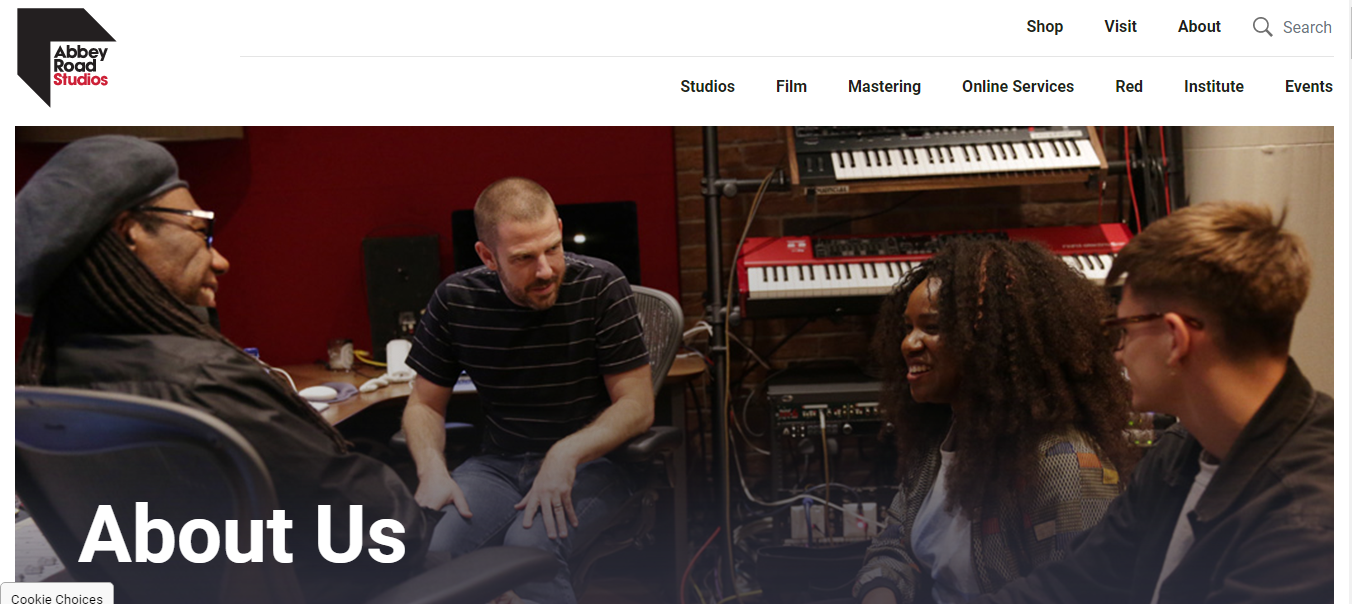 Abbey
Road
Studios
Shop Visit About Search
Studios Film Mastering Online Services Red Institute Events
About Us
Cookie Choices